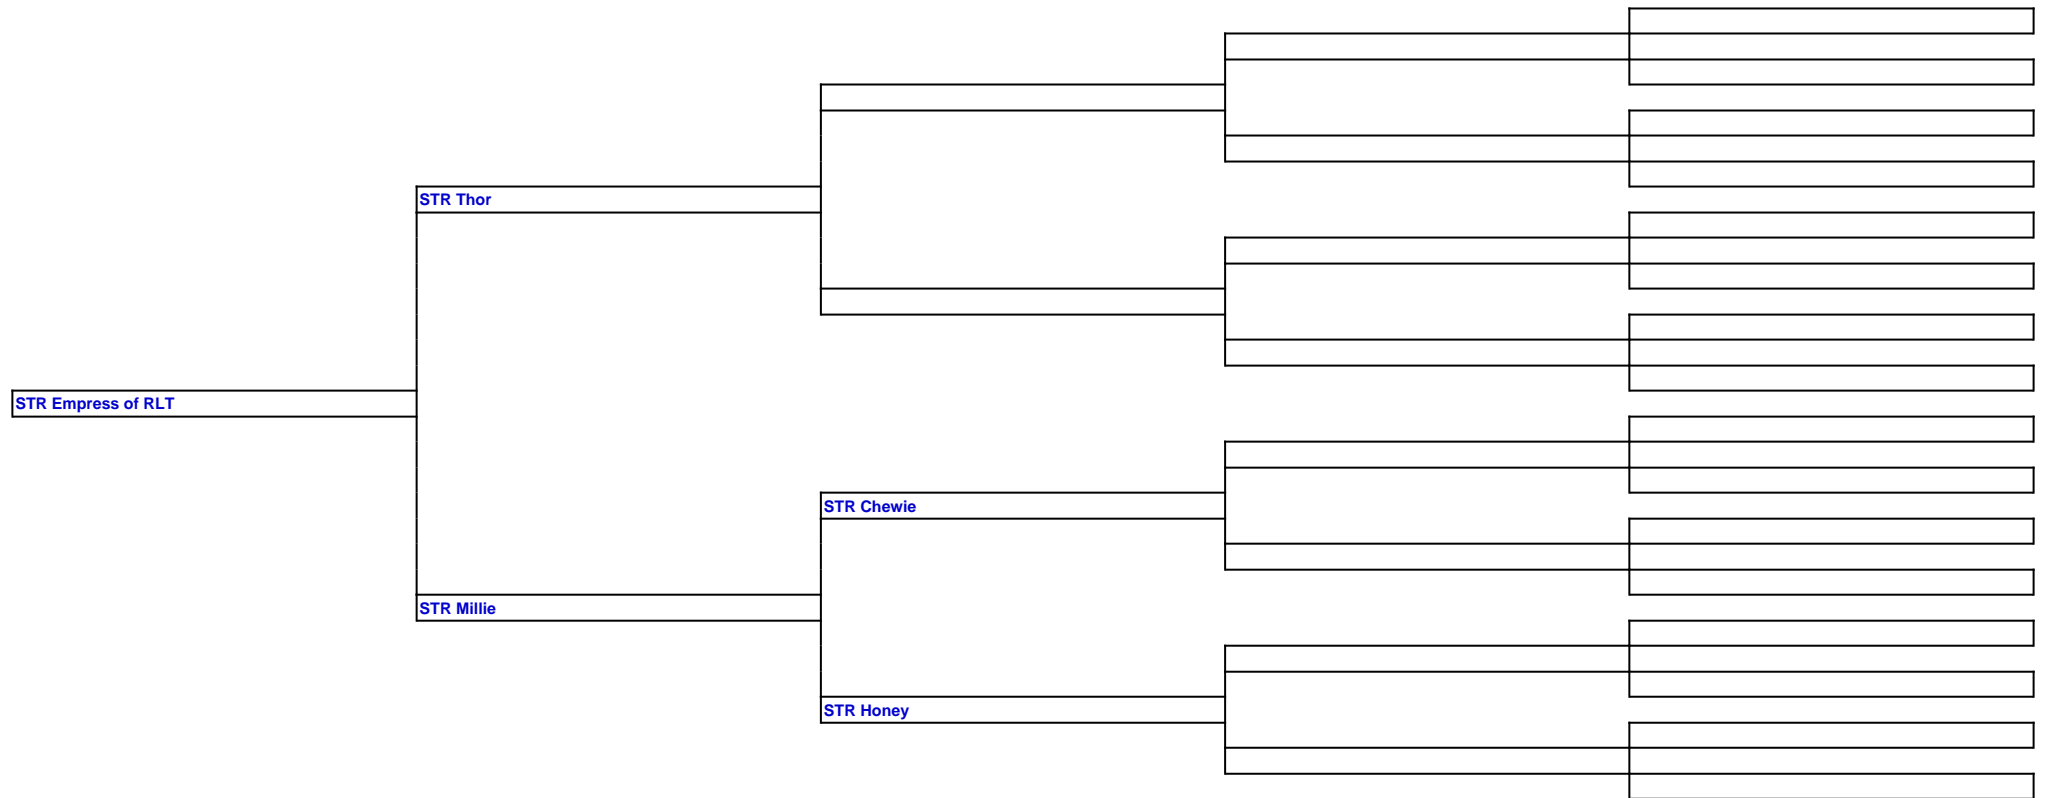 STR Thor
STR Empress of RLT
STR Chewie
STR Millie
STR Honey